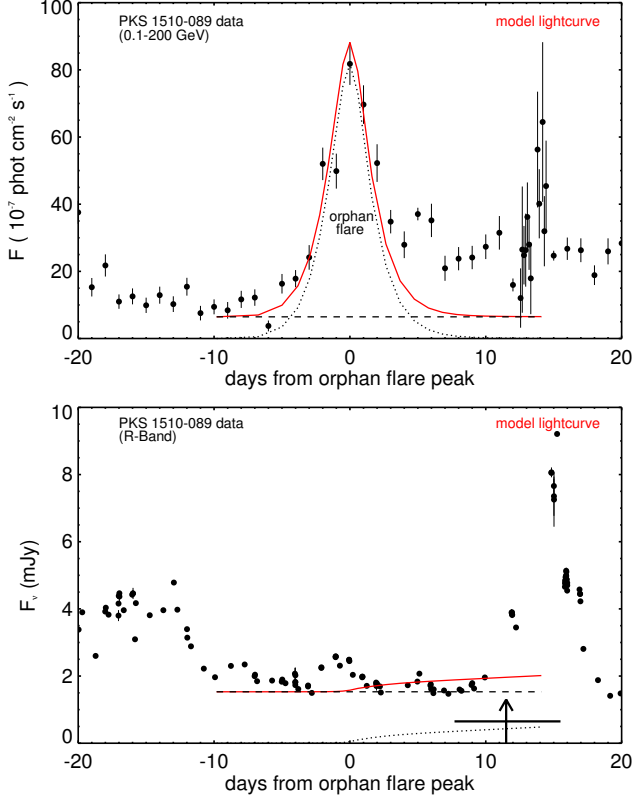 PKS 1510-089 data
(0.1-200 GeV)
model lightcurve
100
80
60
40
20
0
F ( 10⁻⁷ phot cm⁻² s⁻¹ )
orphan
flare
-20 -10 0 10 20
days from orphan flare peak
PKS 1510-089 data
(R-Band)
model lightcurve
10
8
6
4
2
0
Fᵥ (mJy)
-20 -10 0 10 20
days from orphan flare peak